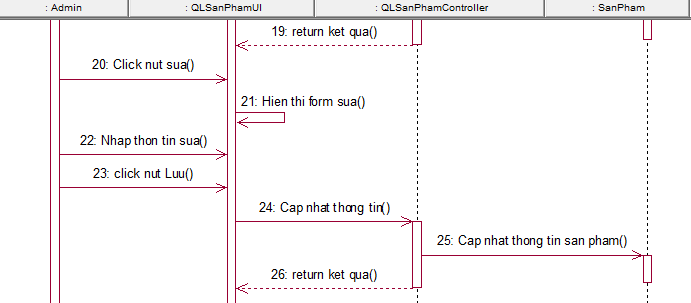 : Admin
: QLSanPhamUI
: QLSanPhamController
: SanPham
19: return ket qua()
20: Click nut sua()
21: Hien thi form sua()
22: Nhap thon tin sua()
23: click nut Luu()
24: Cap nhat thong tin()
25: Cap nhat thong tin san pham()
26: return ket qua()